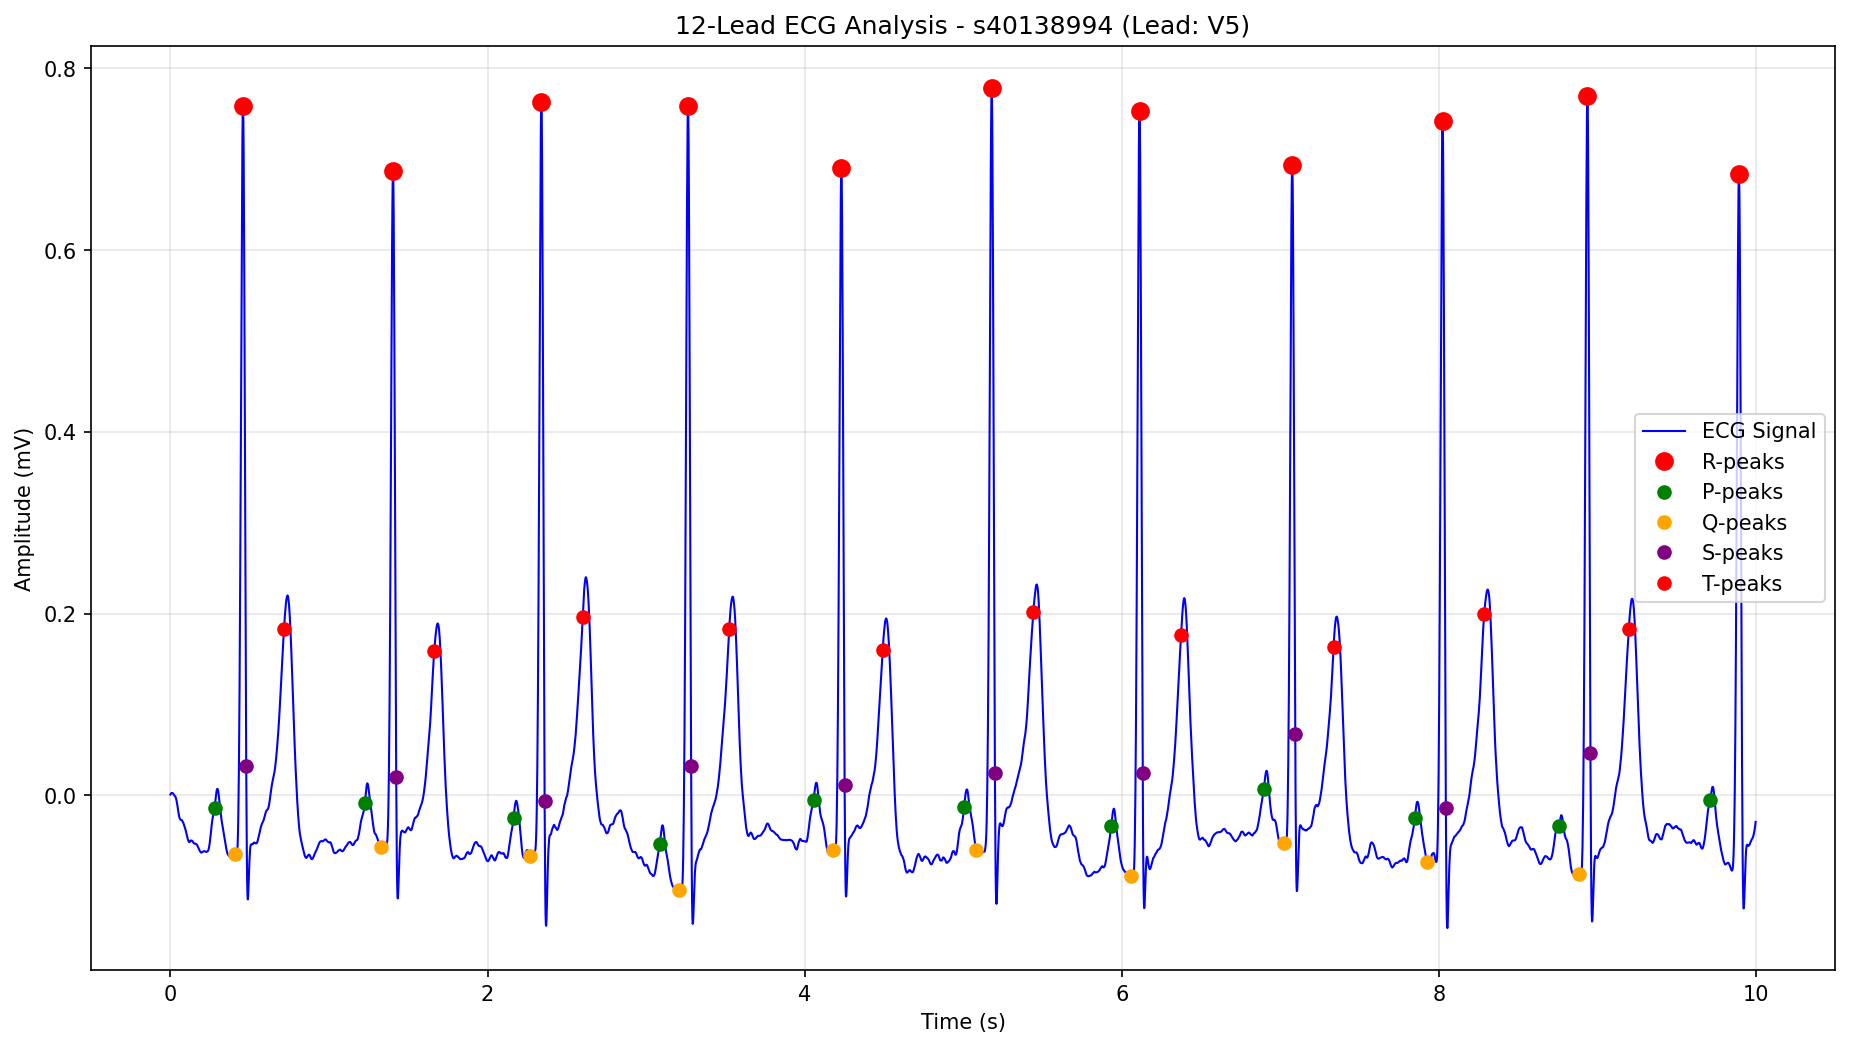 12-Lead ECG Analysis - s40138994 (Lead: V5)
Amplitude (mV)
0.8
0.6
0.4
0.2
0.0
ECG Signal
R-peaks
P-peaks
Q-peaks
S-peaks
T-peaks
0 2 4 6 8 10
Time (s)